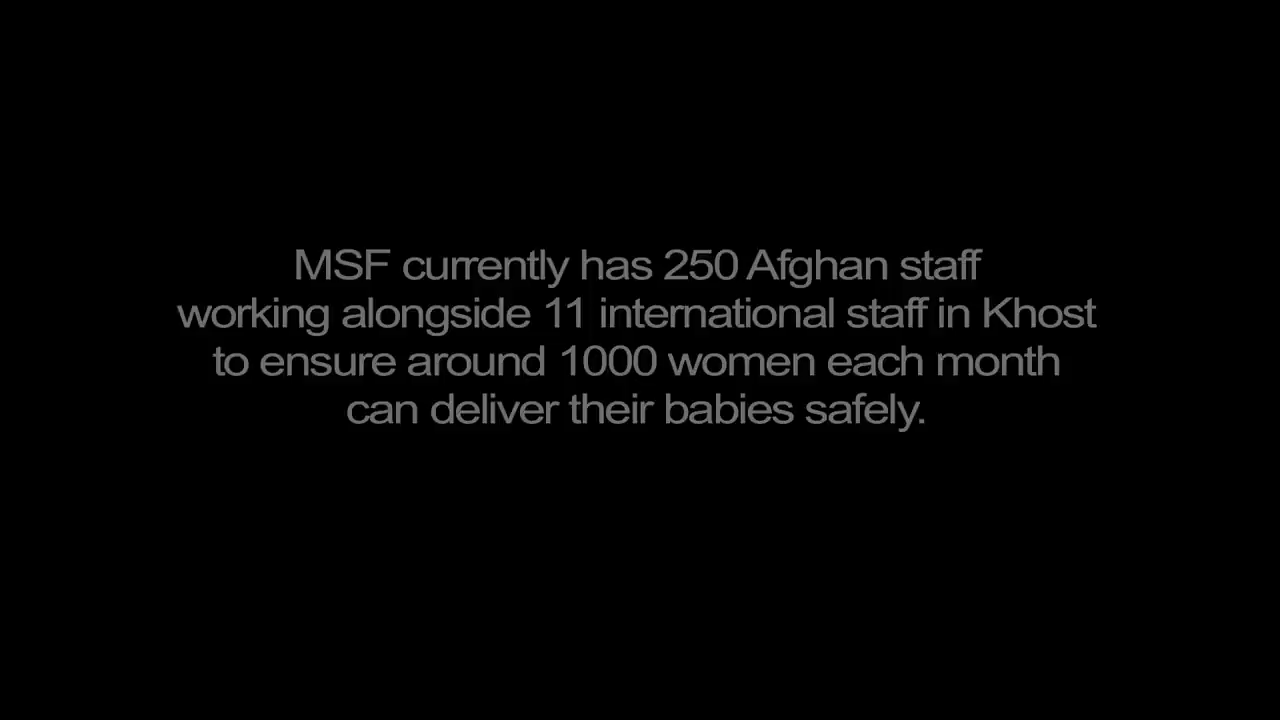 MSF currently has 250 Afghan staff
working alongside 11 international staff in Khost
to ensure around 1000 women each month
can deliver their babies safely.